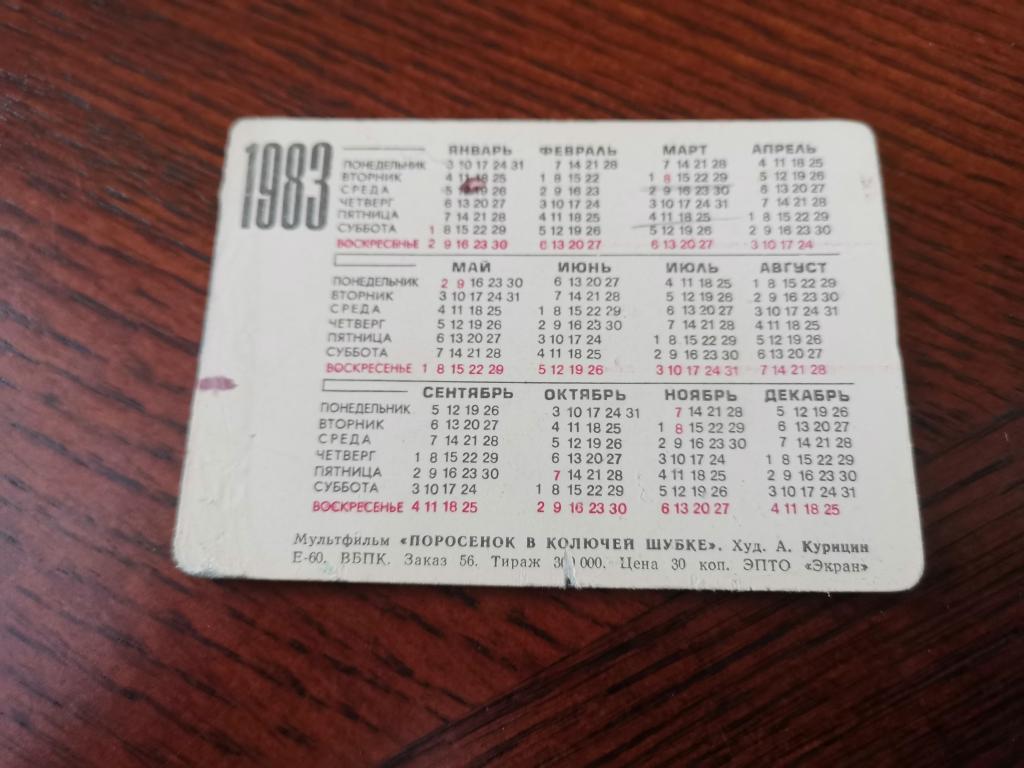 1983
ЯНВАРЬ ФЕВРАЛЬ МАРТ АПРЕЛЬ
ПОНЕДЕЛЬНИК 3 10 17 24 31 7 14 21 28 7 14 21 28 4 11 18 25
ВТОРНИК 4 11 18 25 1 8 15 22 1 8 15 22 29 5 12 19 26
СРЕДА 5 12 19 26 2 9 16 23 2 9 16 23 30 6 13 20 27
ЧЕТВЕРГ 6 13 20 27 3 10 17 24 3 10 17 24 31 7 14 21 28
ПЯТНИЦА 7 14 21 28 4 11 18 25 4 11 18 25 1 8 15 22 29
СУББОТА 1 8 15 22 29 5 12 19 26 5 12 19 26 2 9 16 23 30
ВОСКРЕСЕНЬЕ 2 9 16 23 30 6 13 20 27 6 13 20 27 3 10 17 24
МАЙ ИЮНЬ ИЮЛЬ АВГУСТ
ПОНЕДЕЛЬНИК 2 9 16 23 30 6 13 20 27 4 11 18 25 1 8 15 22 29
ВТОРНИК 3 10 17 24 31 7 14 21 28 5 12 19 26 2 9 16 23 30
СРЕДА 4 11 18 25 1 8 15 22 29 6 13 20 27 3 10 17 24 31
ЧЕТВЕРГ 5 12 19 26 2 9 16 23 30 7 14 21 28 4 11 18 25
ПЯТНИЦА 6 13 20 27 3 10 17 24 1 8 15 22 29 5 12 19 26
СУББОТА 7 14 21 28 4 11 18 25 2 9 16 23 30 6 13 20 27
ВОСКРЕСЕНЬЕ 1 8 15 22 29 5 12 19 26 3 10 17 24 31 7 14 21 28
СЕНТЯБРЬ ОКТЯБРЬ НОЯБРЬ ДЕКАБРЬ
ПОНЕДЕЛЬНИК 5 12 19 26 3 10 17 24 31 7 14 21 28 5 12 19 26
ВТОРНИК 6 13 20 27 4 11 18 25 1 8 15 22 29 6 13 20 27
СРЕДА 7 14 21 28 5 12 19 26 2 9 16 23 30 7 14 21 28
ЧЕТВЕРГ 1 8 15 22 29 6 13 20 27 3 10 17 24 1 8 15 22 29
ПЯТНИЦА 2 9 16 23 30 7 14 21 28 4 11 18 25 2 9 16 23 30
СУББОТА 3 10 17 24 1 8 15 22 29 5 12 19 26 3 10 17 24 31
ВОСКРЕСЕНЬЕ 4 11 18 25 2 9 16 23 30 6 13 20 27 4 11 18 25
Мультфильм «ПОРОСЕНОК В КОЛЮЧЕЙ ШУБКЕ». Худ. А. Курицин
Е-60. ВБПК. Заказ 56. Тираж 300 000. Цена 30 коп. ЭПТО «Экран»